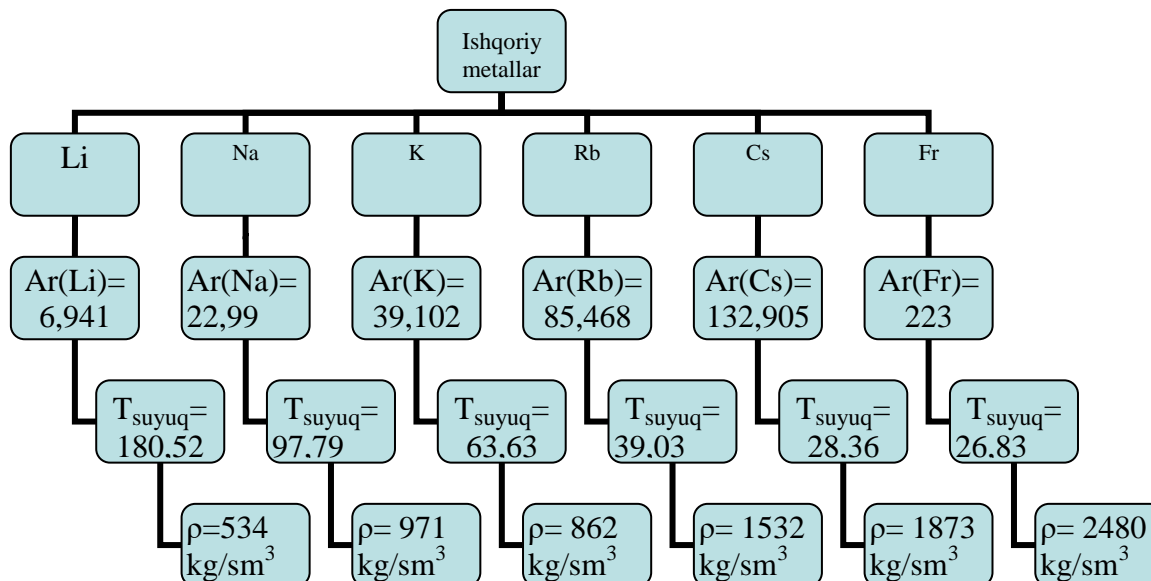 Ishqoriy
metallar
Li
Na
K
Rb
Cs
Fr
Ar(Li)=
6,941
Ar(Na)=
22,99
Ar(K)=
39,102
Ar(Rb)=
85,468
Ar(Cs)=
132,905
Ar(Fr)=
223
Tsuyuq=
180,52
Tsuyuq=
97,79
Tsuyuq=
63,63
Tsuyuq=
39,03
Tsuyuq=
28,36
Tsuyuq=
26,83
ρ=534
kg/sm³
ρ= 971
kg/sm³
ρ= 862
kg/sm³
ρ= 1532
kg/sm³
ρ= 1873
kg/sm³
ρ= 2480
kg/sm³